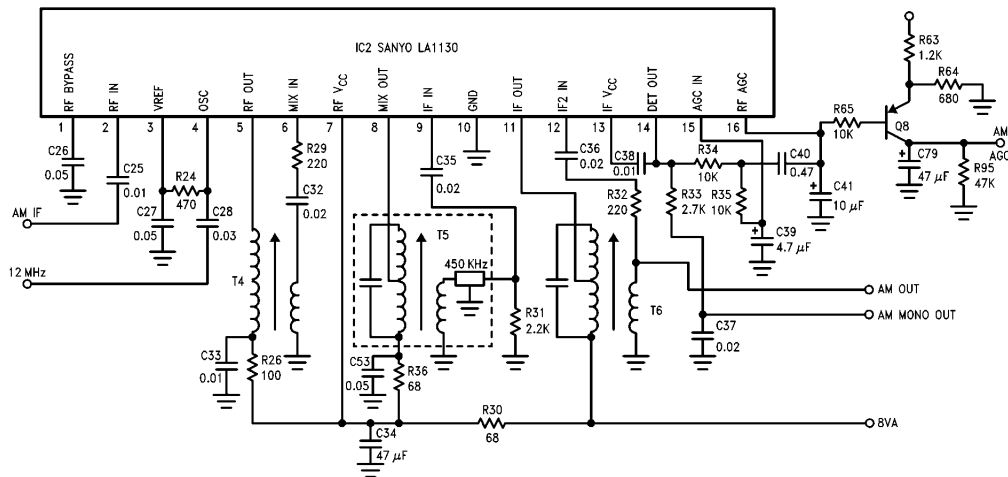 IC2 SANYO LA1130
RF BYPASS
RF IN
VREF
OSC
RF OUT
MIX IN
RF VCC
MIX OUT
IF IN
GND
IF OUT
IF2 IN
IF VCC
DET OUT
AGC IN
RF AGC
1 2 3 4 5 6 7 8 9 10 11 12 13 14 15 16
R63
1.2K
R64
680
R65
10K
Q8
AM
AGC
C79
47 µF
R95
47K
C26
0.05
C25
0.01
R24
470
C27
0.05
C28
0.03
R29
220
C32
0.02
C35
0.02
C36
0.02
C38
0.01
R34
10K
C40
0.47
R32
220
R33
2.7K
R35
10K
C41
10 µF
C39
4.7 µF
AM IF
12 MHz
T4
T5
450 KHz
R31
2.2K
T6
AM OUT
AM MONO OUT
C37
0.02
C33
0.01
R26
100
C53
0.05
R36
68
R30
68
C34
47 µF
8VA